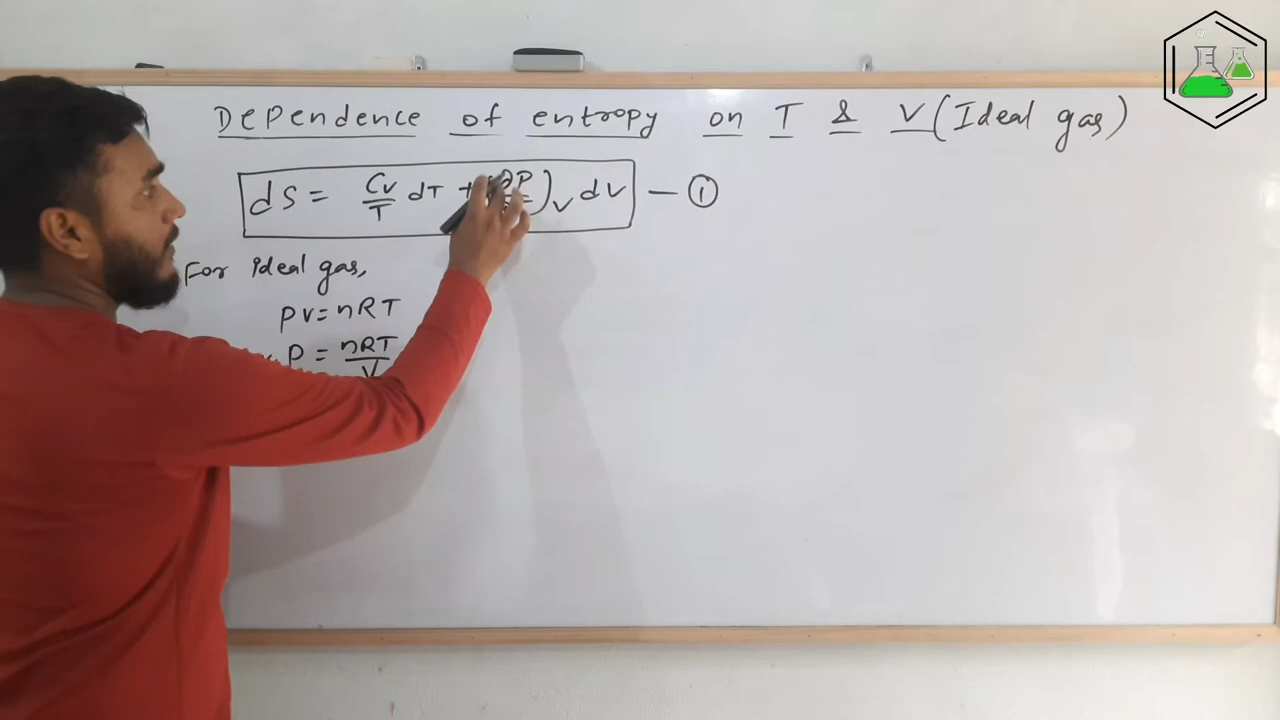 Dependence of entropy on T & V (Ideal gas)
dS = Cv/T dT + (∂P/)v dv — ①
For ideal gas,
PV = nRT
P = nRT/V